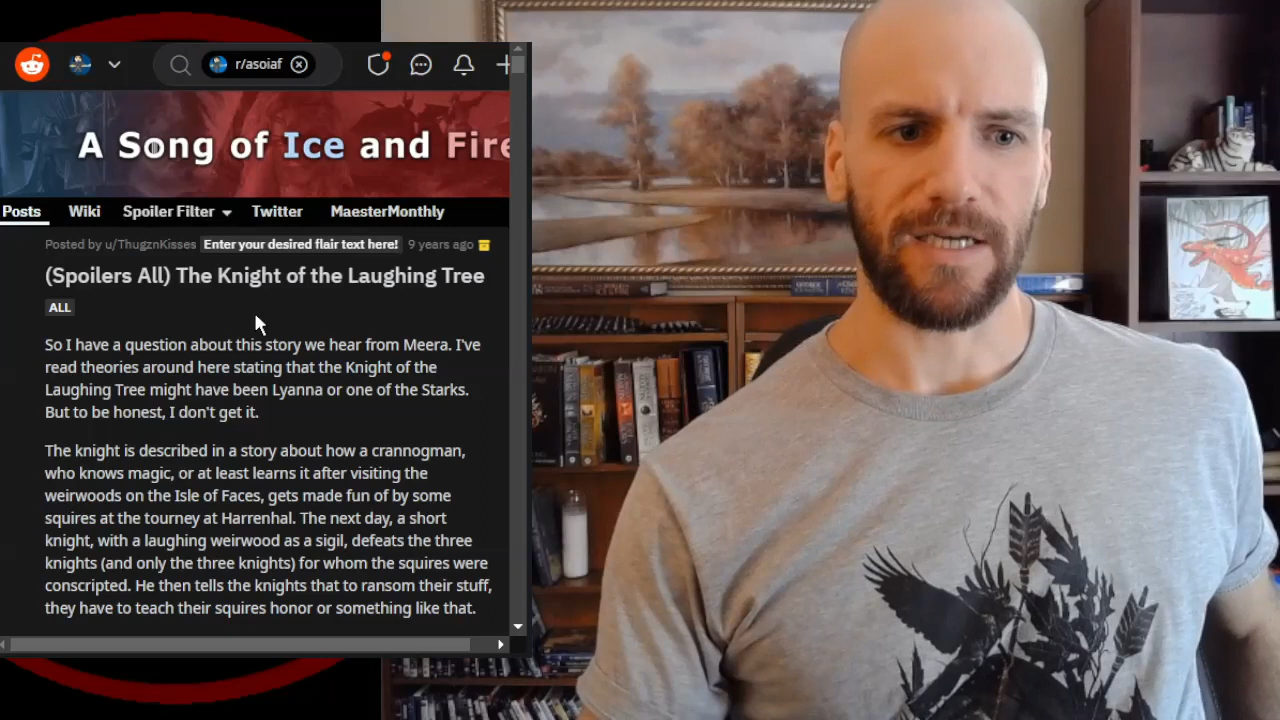 r/asoiaf
A Song of Ice and Fire
Posts Wiki Spoiler Filter Twitter MaesterMonthly
Posted by u/ThugznKisses Enter your desired flair text here! 9 years ago
(Spoilers All) The Knight of the Laughing Tree
ALL
So I have a question about this story we hear from Meera. I've
read theories around here stating that the Knight of the
Laughing Tree might have been Lyanna or one of the Starks.
But to be honest, I don't get it.
The knight is described in a story about how a crannogman,
who knows magic, or at least learns it after visiting the
weirwoods on the Isle of Faces, gets made fun of by some
squires at the tourney at Harrenhal. The next day, a short
knight, with a laughing weirwood as a sigil, defeats the three
knights (and only the three knights) for whom the squires were
conscripted. He then tells the knights that to ransom their stuff,
they have to teach their squires honor or something like that.